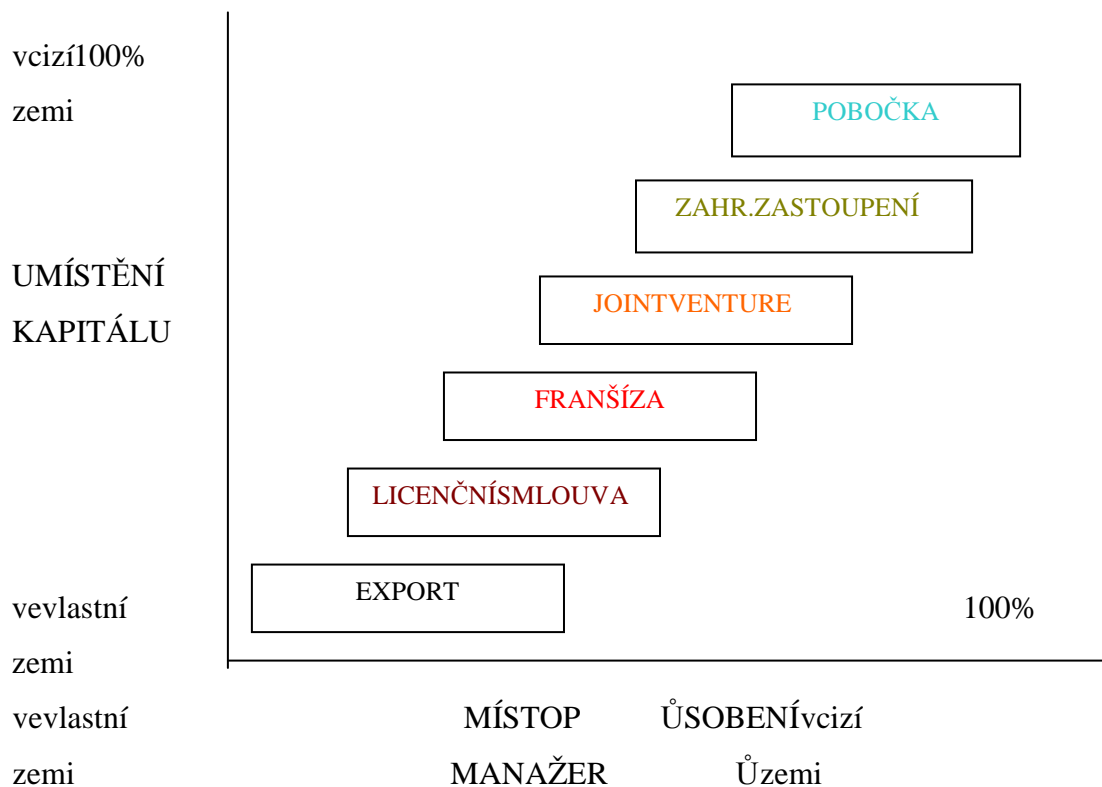 vcizí100%
zemi
POBOČKA
ZAHR.ZASTOUPENÍ
UMÍSTĚNÍ
KAPITÁLU
JOINTVENTURE
FRANŠÍZA
LICENČNÍSMLOUVA
EXPORT
vevlastní 100%
zemi
vevlastní MÍSTOP ŮSOBENÍvcizí
zemi MANAŽER Ůzemi